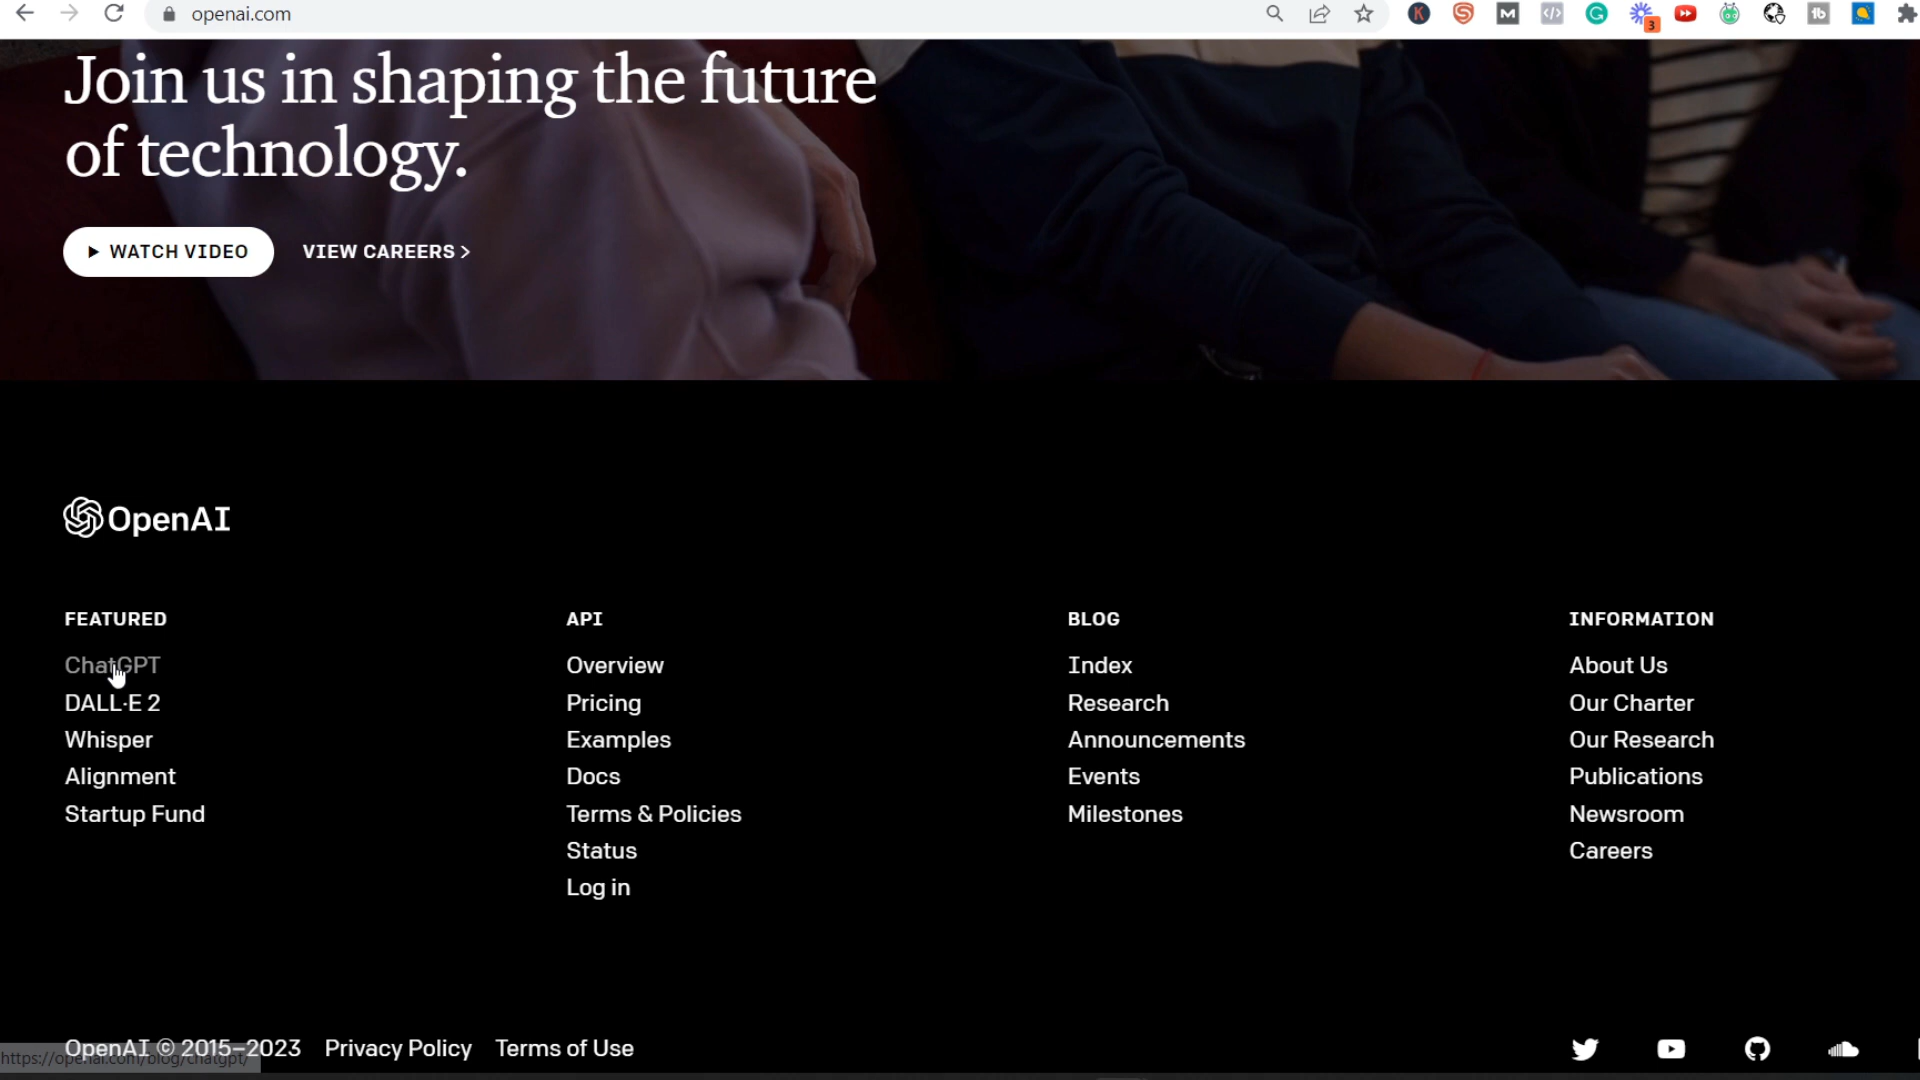 openai.com
K
S
M
</>
G
3
tb
Join us in shaping the future
of technology.
WATCH VIDEO
VIEW CAREERS >
OpenAI
FEATURED
ChatGPT
DALL·E 2
Whisper
Alignment
Startup Fund
API
Overview
Pricing
Examples
Docs
Terms & Policies
Status
Log in
BLOG
Index
Research
Announcements
Events
Milestones
INFORMATION
About Us
Our Charter
Our Research
Publications
Newsroom
Careers
OpenAI © 2015–2023 Privacy Policy Terms of Use
https://openai.com/blog/chatgpt/